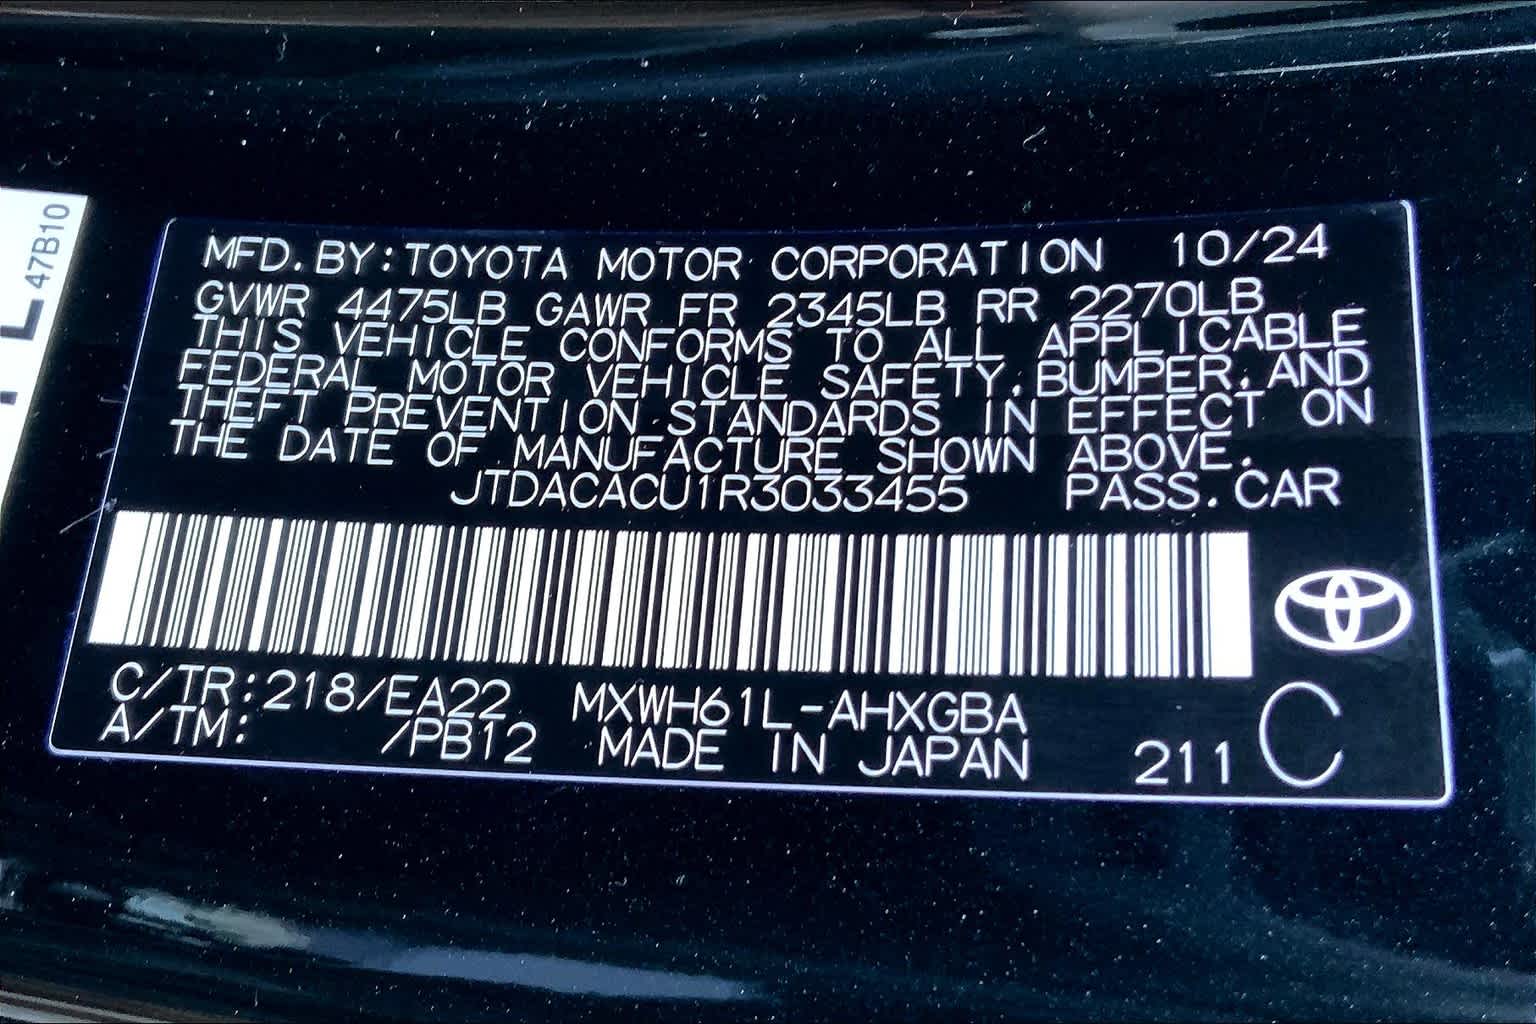 47B10
MFD.BY:TOYOTA MOTOR CORPORATION 10/24
GVWR 4475LB GAWR FR 2345LB RR 2270LB
THIS VEHICLE CONFORMS TO ALL APPLICABLE
FEDERAL MOTOR VEHICLE SAFETY,BUMPER,AND
THEFT PREVENTION STANDARDS IN EFFECT ON
THE DATE OF MANUFACTURE SHOWN ABOVE.
JTDACACU1R3033455 PASS.CAR
C/TR:218/EA22 MXWH61L-AHXGBA
A/TM: /PB12 MADE IN JAPAN 211 C